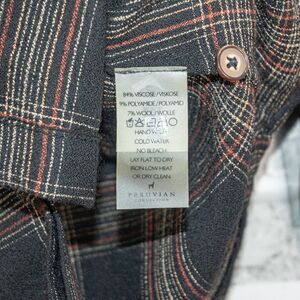 84% VISCOSE / VISKOSE
9% POLYAMIDE / POLYAMID
7% WOOL / WOLLE
HAND WASH
COLD WATER
NO BLEACH
LAY FLAT TO DRY
IRON LOW HEAT
OR DRY CLEAN
PERUVIAN
CONNECTION